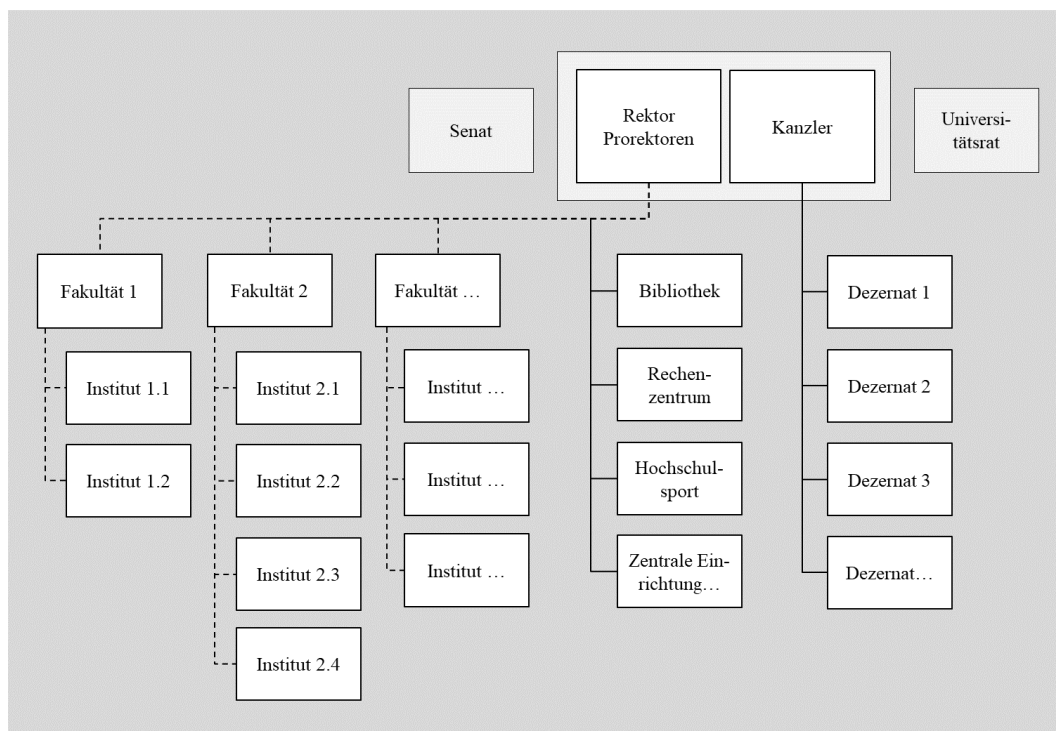 Senat
Rektor
Prorektoren
Kanzler
Universi-
tätsrat
Fakultät 1
Fakultät 2
Fakultät …
Bibliothek
Dezernat 1
Institut 1.1
Institut 2.1
Institut …
Rechen-
zentrum
Dezernat 2
Institut 1.2
Institut 2.2
Institut …
Hochschul-
sport
Dezernat 3
Institut 2.3
Institut …
Zentrale Ein-
richtung…
Dezernat…
Institut 2.4